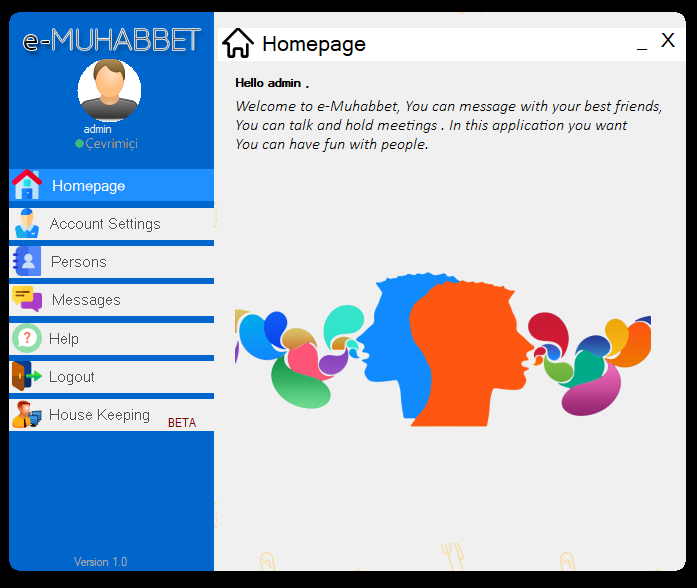 e-MUHABBET
admin
Çevrimiçi
Homepage
Account Settings
Persons
Messages
Help
Logout
House Keeping
BETA
Version 1.0
Homepage
_ X
Hello admin .
Welcome to e-Muhabbet, You can message with your best friends,
You can talk and hold meetings . In this application you want
You can have fun with people.